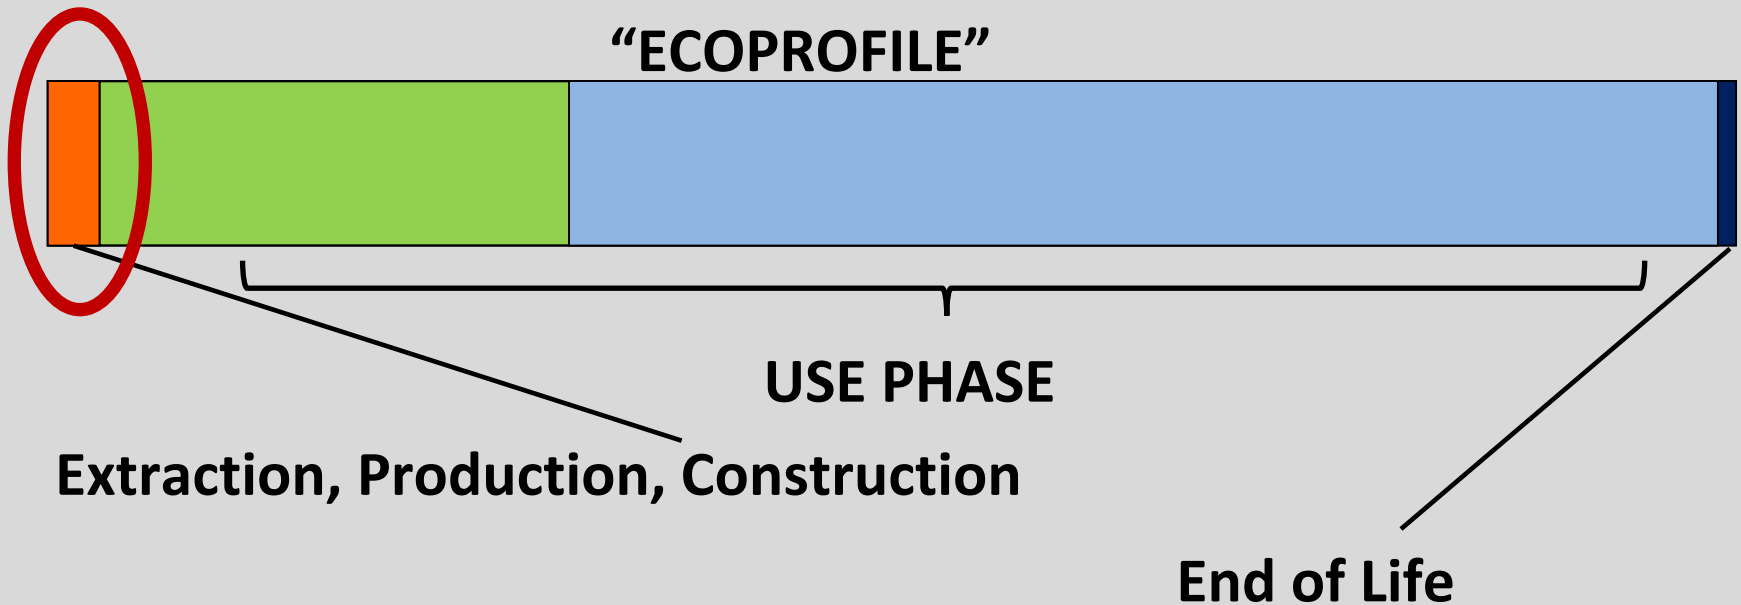 “ECOPROFILE”
USE PHASE
Extraction, Production, Construction
End of Life